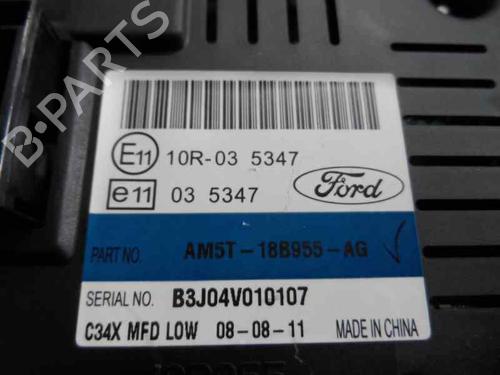 B-PARTS
E11 10R-03 5347
e11 03 5347
Ford
PART NO. AM5T-18B955-AG
SERIAL NO. B3J04V010107
C34X MFD LOW 08-08-11 MADE IN CHINA